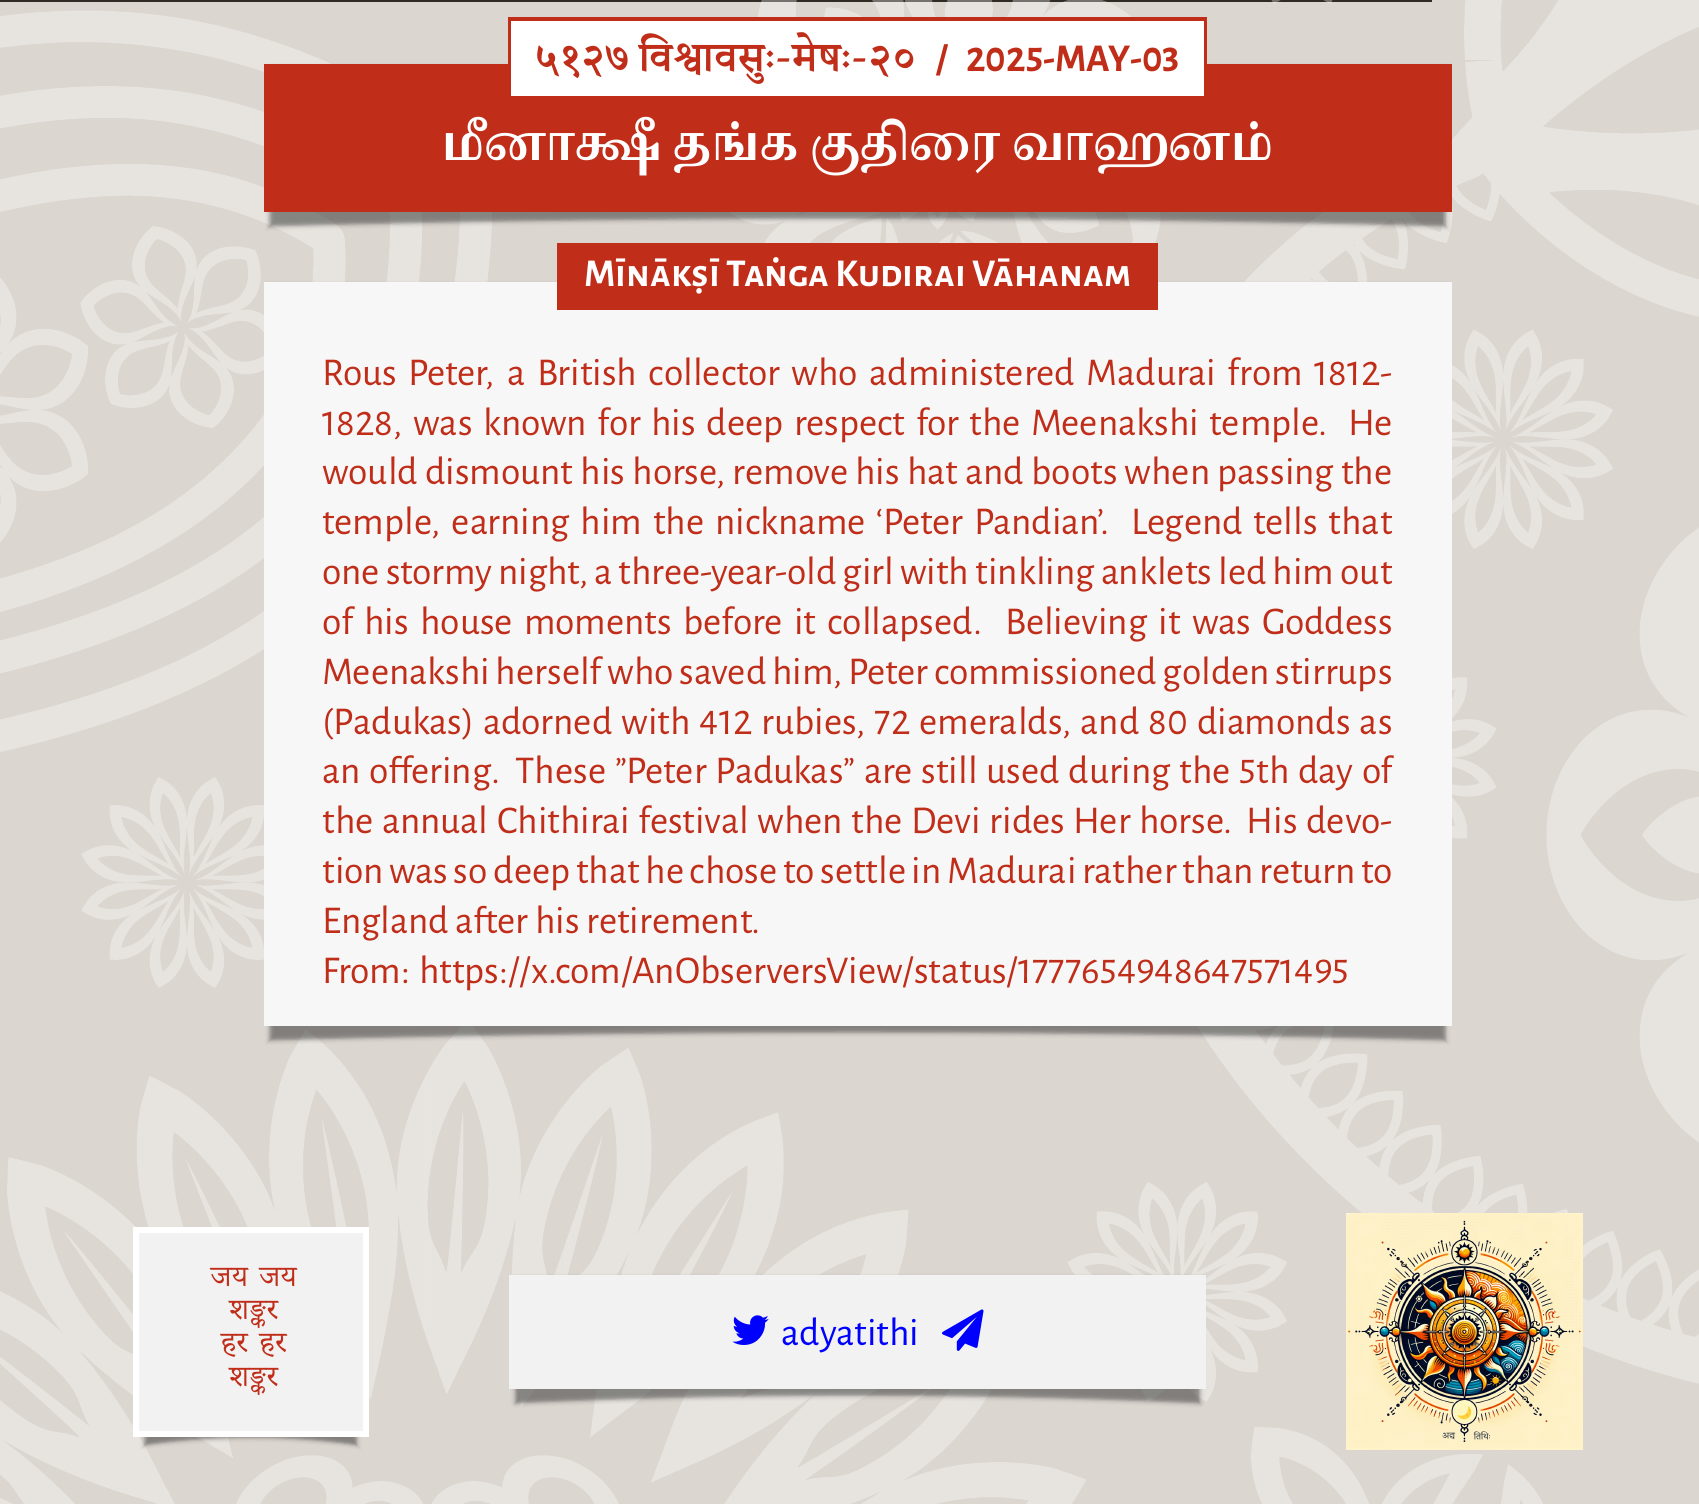 ५१२७ विश्वावसुः-मेषः-२० / 2025-MAY-03
மீனாக்ஷீ தங்க குதிரை வாஹனம்
Mīnākṣī Taṅga Kudirai Vāhanam
Rous Peter, a British collector who administered Madurai from 1812-
1828, was known for his deep respect for the Meenakshi temple. He
would dismount his horse, remove his hat and boots when passing the
temple, earning him the nickname ‘Peter Pandian’. Legend tells that
one stormy night, a three-year-old girl with tinkling anklets led him out
of his house moments before it collapsed. Believing it was Goddess
Meenakshi herself who saved him, Peter commissioned golden stirrups
(Padukas) adorned with 412 rubies, 72 emeralds, and 80 diamonds as
an offering. These ”Peter Padukas” are still used during the 5th day of
the annual Chithirai festival when the Devi rides Her horse. His devo-
tion was so deep that he chose to settle in Madurai rather than return to
England after his retirement.
From: https://x.com/AnObserversView/status/1777654948647571495
जय जय
शङ्कर
हर हर
शङ्कर
adyatithi
अद्य तिथिः